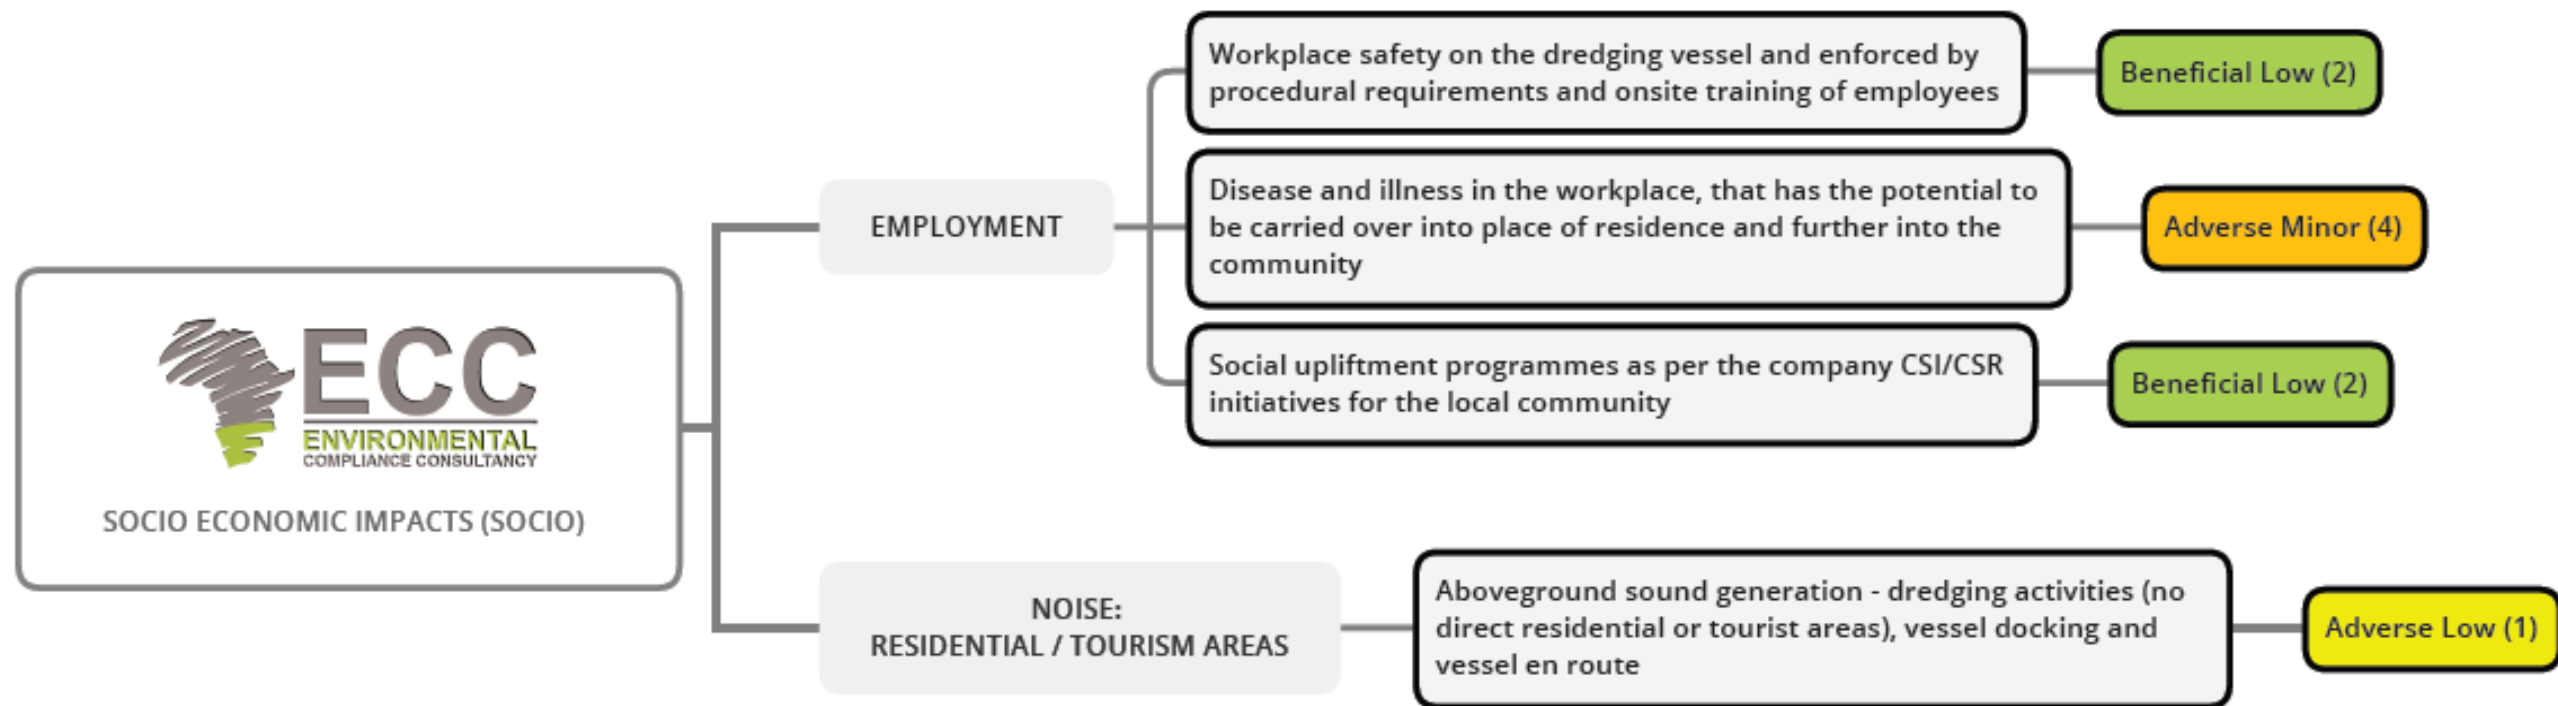 ECC
ENVIRONMENTAL
COMPLIANCE CONSULTANCY
SOCIO ECONOMIC IMPACTS (SOCIO)
EMPLOYMENT
Workplace safety on the dredging vessel and enforced by
procedural requirements and onsite training of employees
Beneficial Low (2)
Disease and illness in the workplace, that has the potential to
be carried over into place of residence and further into the
community
Adverse Minor (4)
Social upliftment programmes as per the company CSI/CSR
initiatives for the local community
Beneficial Low (2)
NOISE:
RESIDENTIAL / TOURISM AREAS
Aboveground sound generation - dredging activities (no
direct residential or tourist areas), vessel docking and
vessel en route
Adverse Low (1)